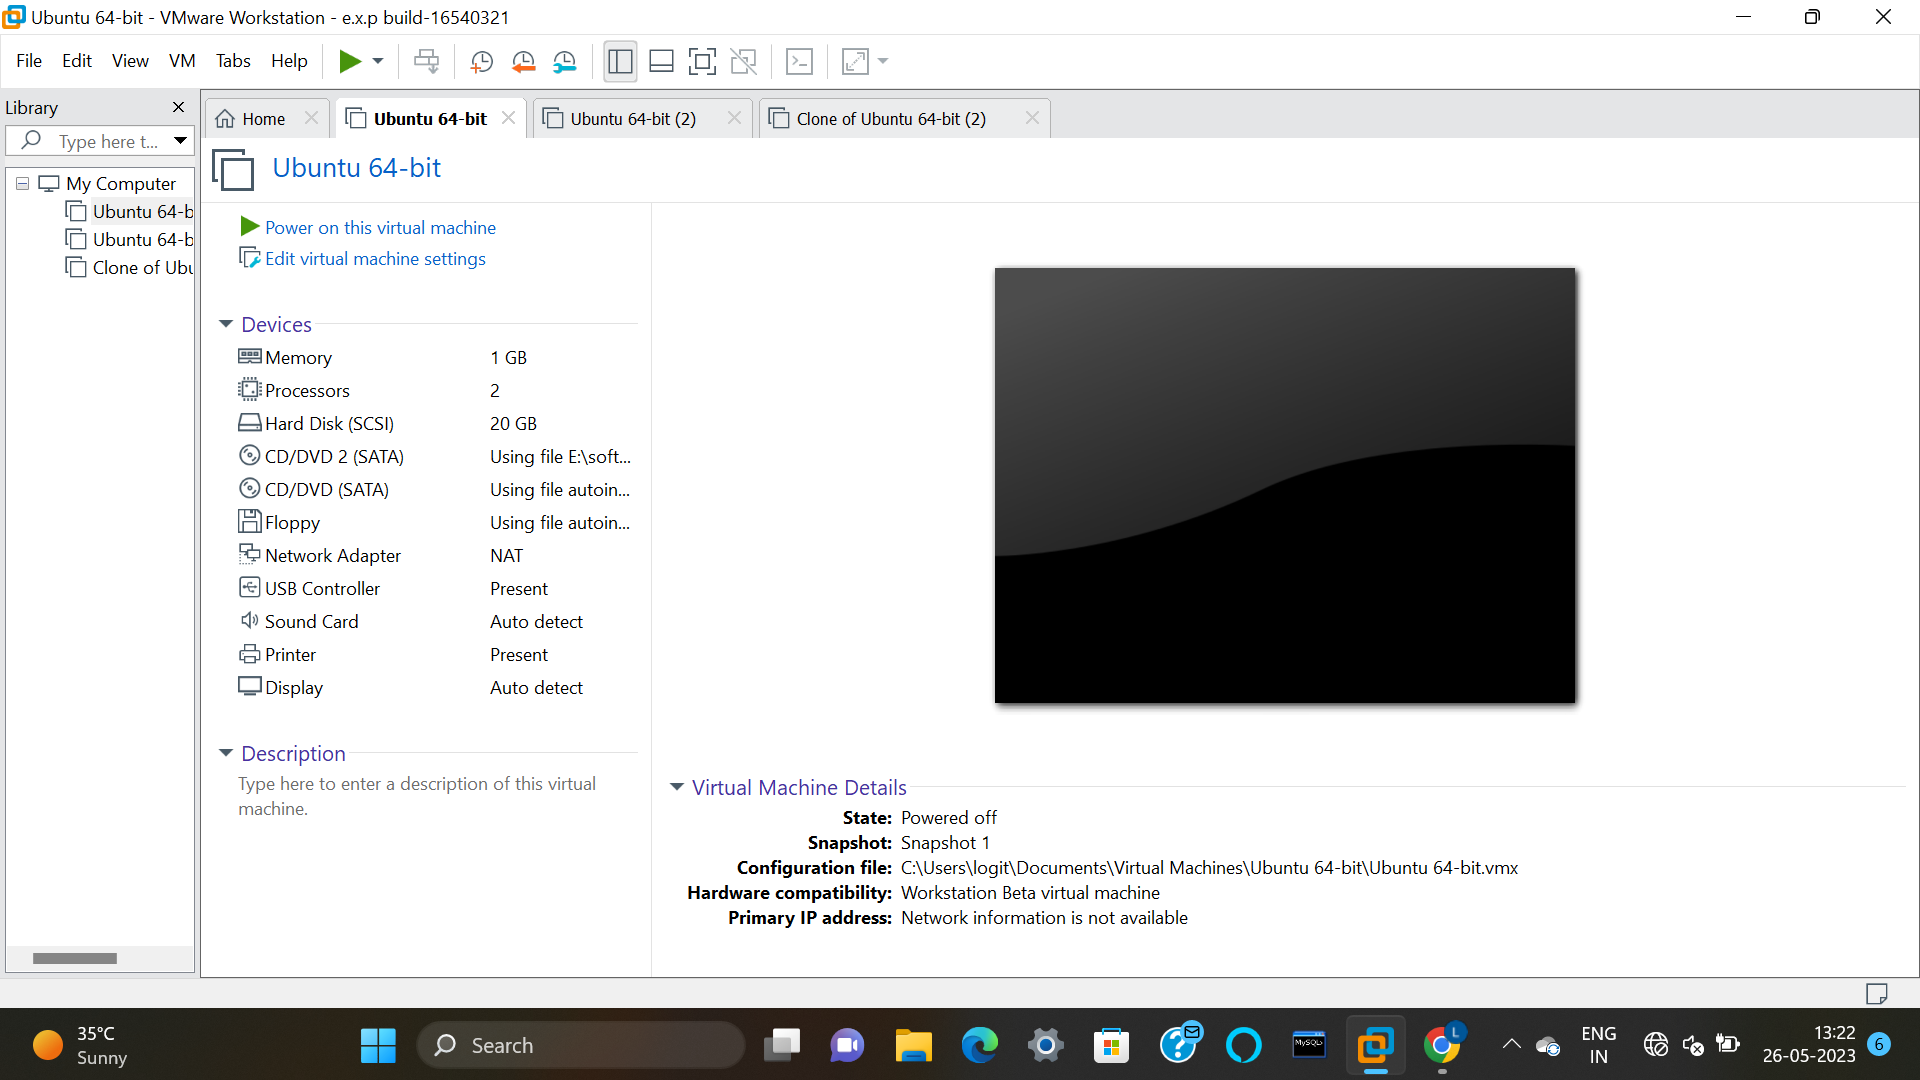 Ubuntu 64-bit - VMware Workstation - e.x.p build-16540321
File Edit View VM Tabs Help
Library
Type here t...
Home
Ubuntu 64-bit
Ubuntu 64-bit (2)
Clone of Ubuntu 64-bit (2)
My Computer
Ubuntu 64-b
Ubuntu 64-b
Clone of Ubu
Ubuntu 64-bit
Power on this virtual machine
Edit virtual machine settings
Devices
Memory 1 GB
Processors 2
Hard Disk (SCSI) 20 GB
CD/DVD 2 (SATA) Using file E:\soft...
CD/DVD (SATA) Using file autoin...
Floppy Using file autoin...
Network Adapter NAT
USB Controller Present
Sound Card Auto detect
Printer Present
Display Auto detect
Description
Type here to enter a description of this virtual
machine.
Virtual Machine Details
State: Powered off
Snapshot: Snapshot 1
Configuration file: C:\Users\logit\Documents\Virtual Machines\Ubuntu 64-bit\Ubuntu 64-bit.vmx
Hardware compatibility: Workstation Beta virtual machine
Primary IP address: Network information is not available
35°C
Sunny
Search
MySQL>
L
ENG
IN
13:22
26-05-2023
6